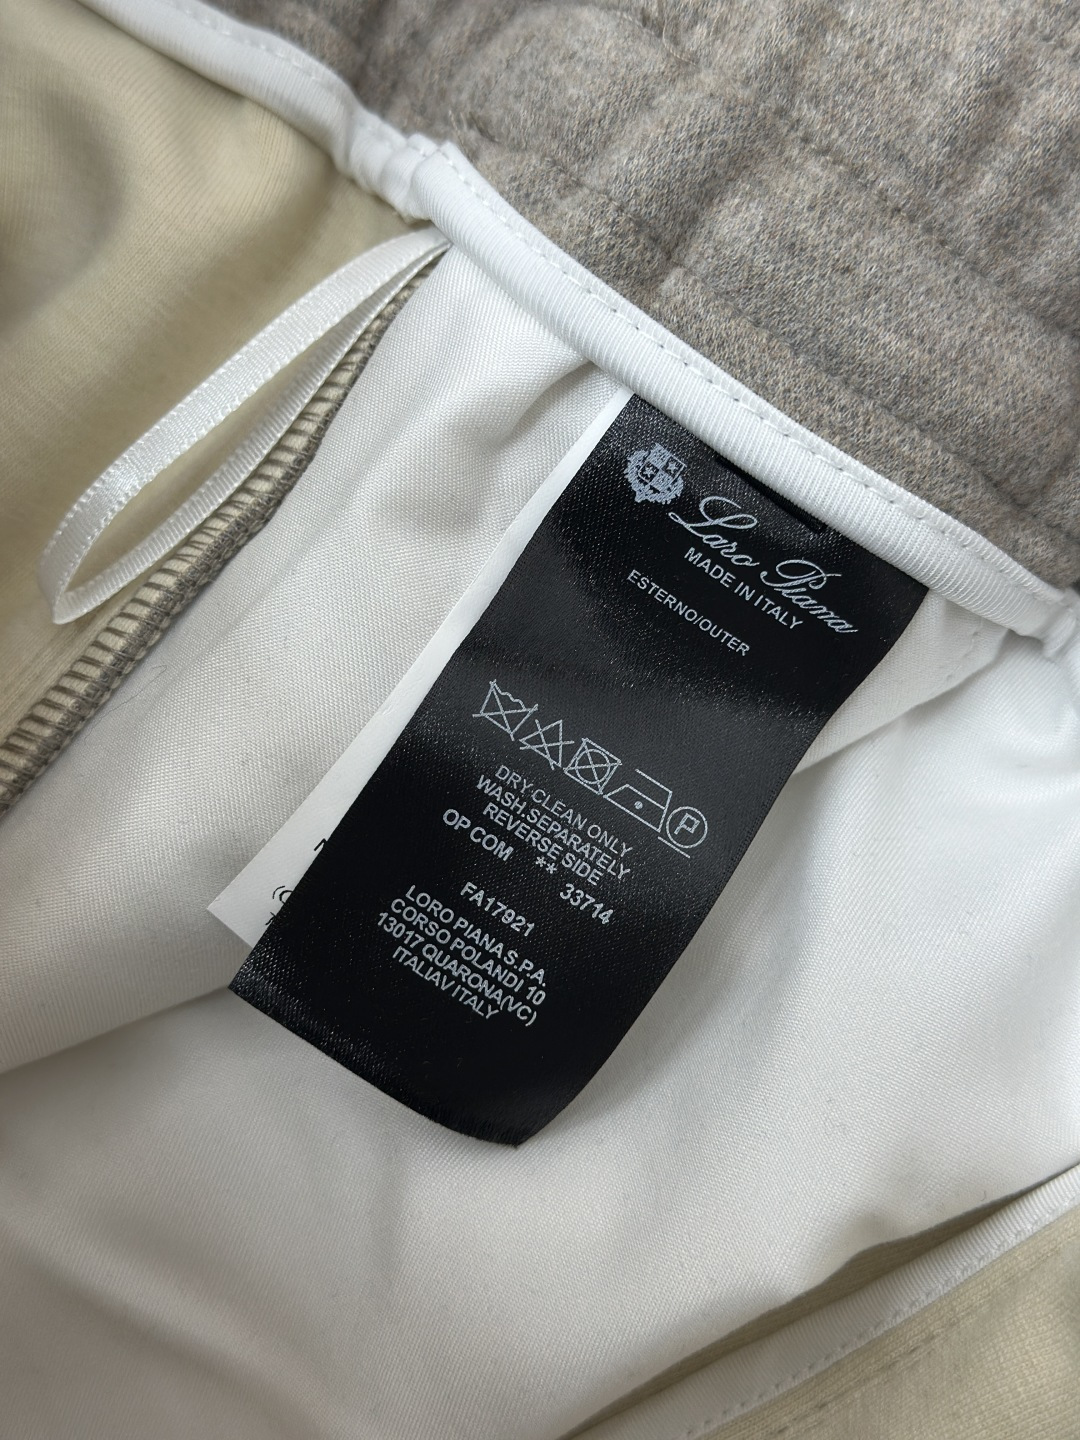 Loro Piana
MADE IN ITALY
ESTERNO/OUTER
DRY.CLEAN ONLY
WASH.SEPARATELY
REVERSE SIDE
OP COM ** 33714
FA17921
LORO PIANA S.P.A.
CORSO POLANDI 10
13017 QUARONA(VC)
ITALIAV ITALY